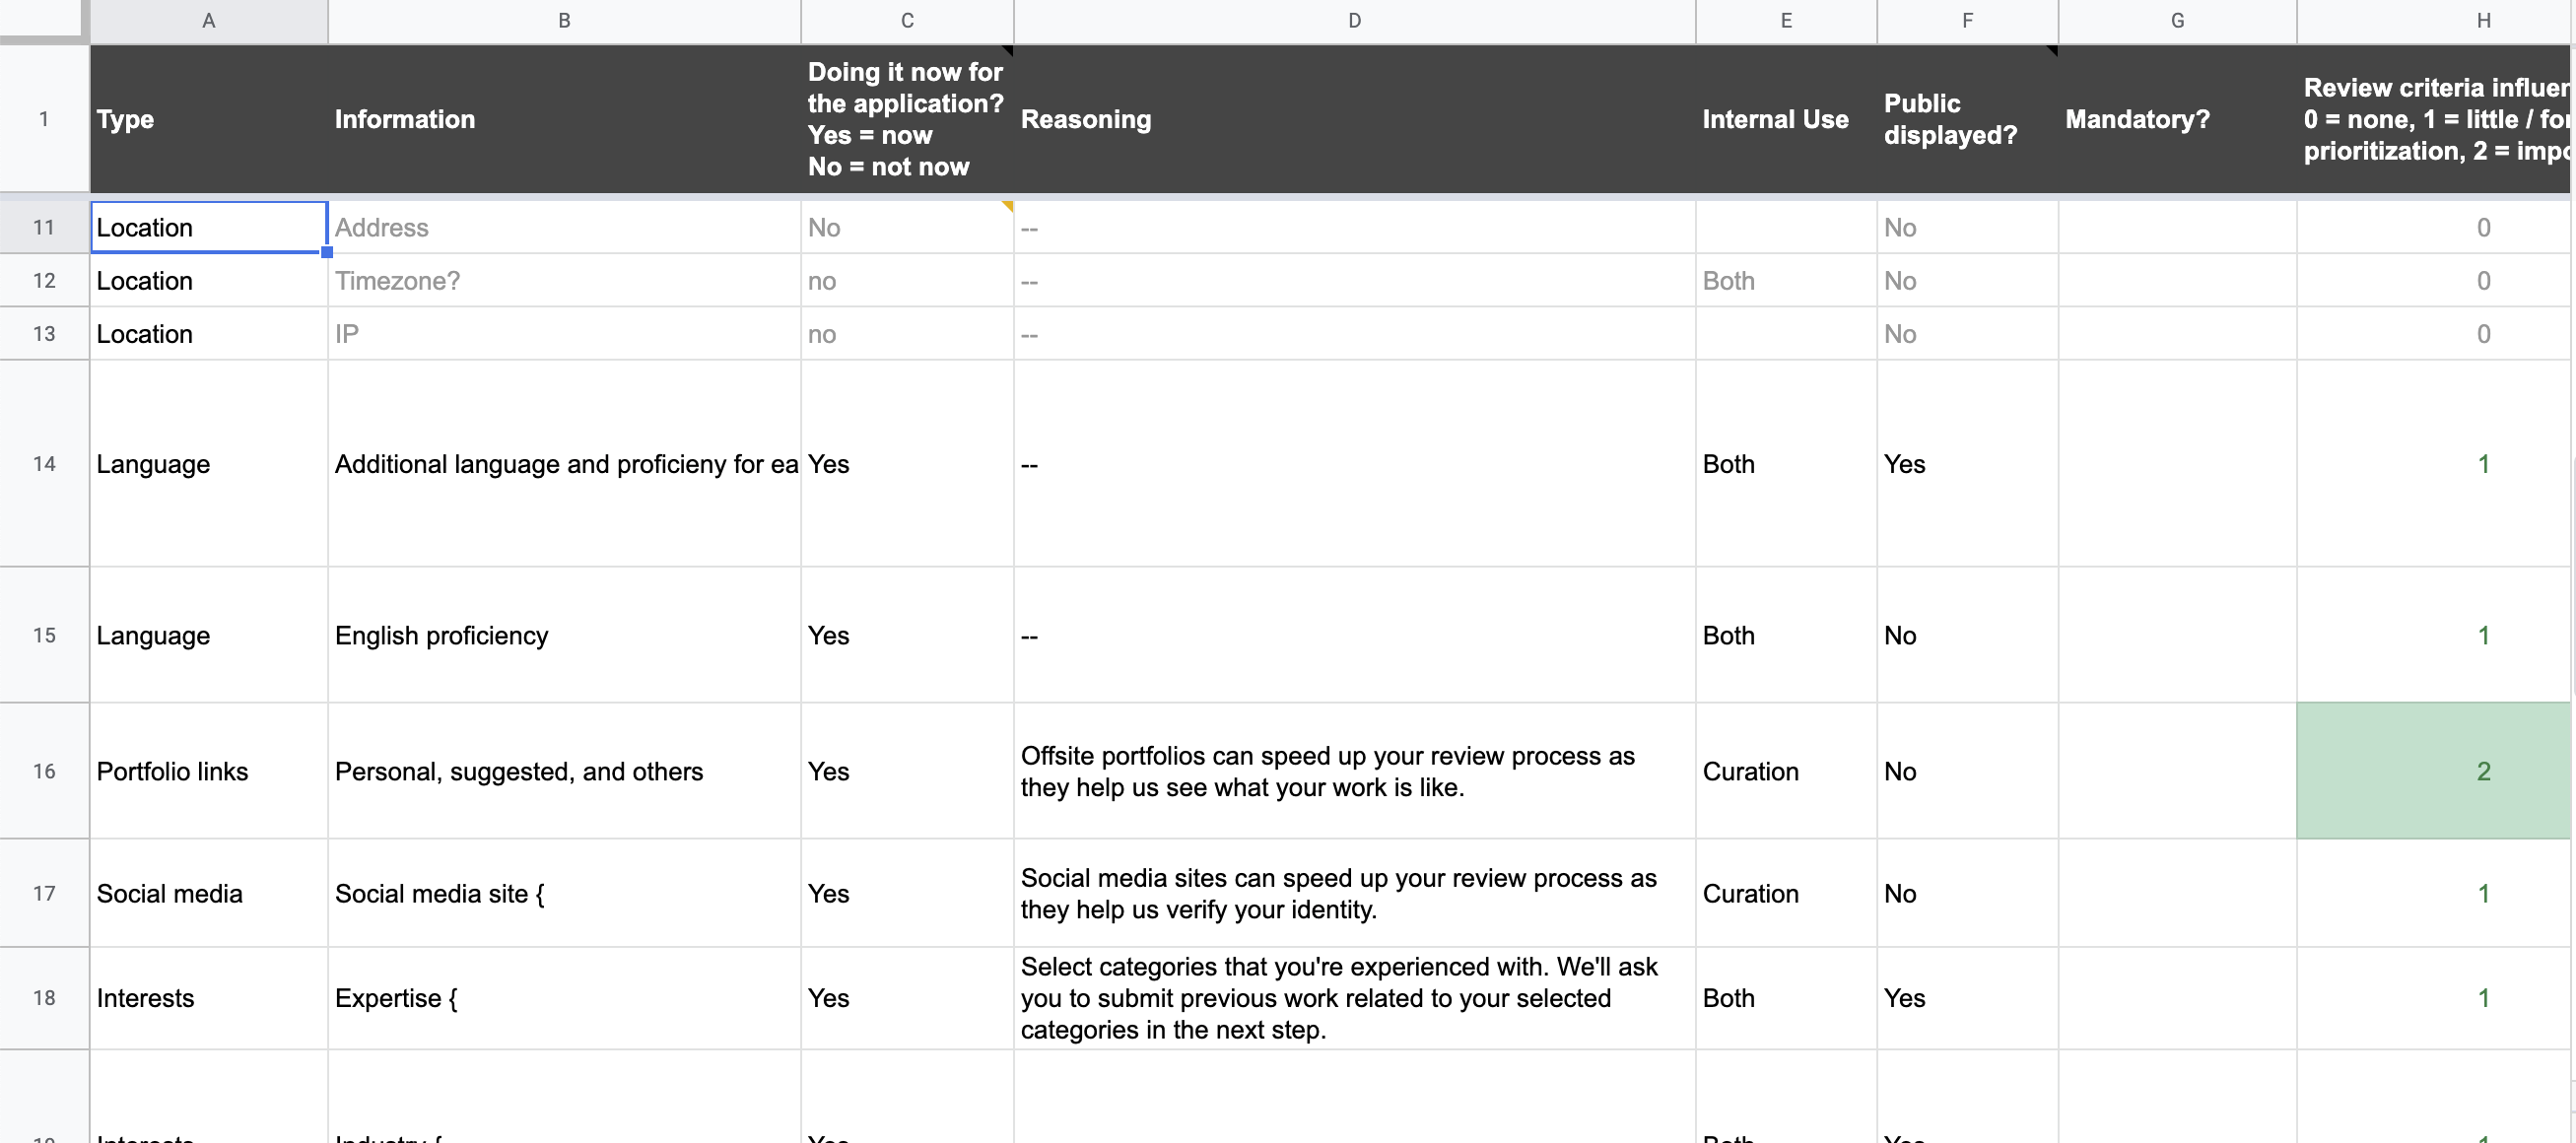 A B C D E F G H
1
Type
Information
Doing it now for
the application?
Yes = now
No = not now
Reasoning
Internal Use
Public
displayed?
Mandatory?
Review criteria influer
0 = none, 1 = little / for
prioritization, 2 = impo
11 Location Address No -- No 0
12 Location Timezone? no -- Both No 0
13 Location IP no -- No 0
14 Language Additional language and proficieny for ea Yes -- Both Yes 1
15 Language English proficiency Yes -- Both No 1
16 Portfolio links Personal, suggested, and others Yes
Offsite portfolios can speed up your review process as
they help us see what your work is like.
Curation No 2
17 Social media Social media site { Yes
Social media sites can speed up your review process as
they help us verify your identity.
Curation No 1
18 Interests Expertise { Yes
Select categories that you're experienced with. We'll ask
you to submit previous work related to your selected
categories in the next step.
Both Yes 1
19 Interests Industry { Yes Both Yes 1